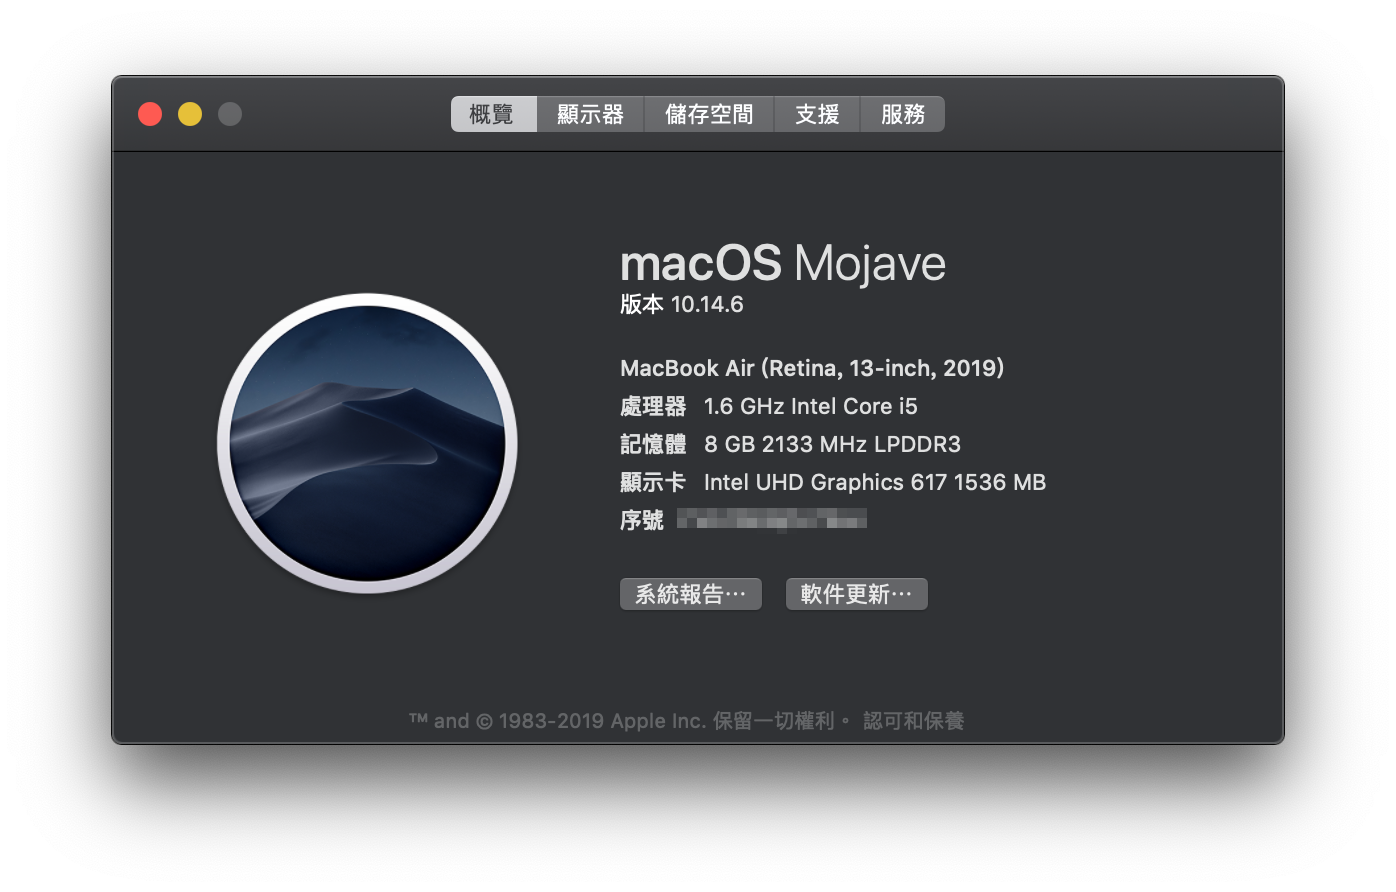 概覽 顯示器 儲存空間 支援 服務
macOS Mojave
版本 10.14.6
MacBook Air (Retina, 13-inch, 2019)
處理器 1.6 GHz Intel Core i5
記憶體 8 GB 2133 MHz LPDDR3
顯示卡 Intel UHD Graphics 617 1536 MB
序號
系統報告⋯ 軟件更新⋯
™ and © 1983-2019 Apple Inc. 保留一切權利。 認可和保養